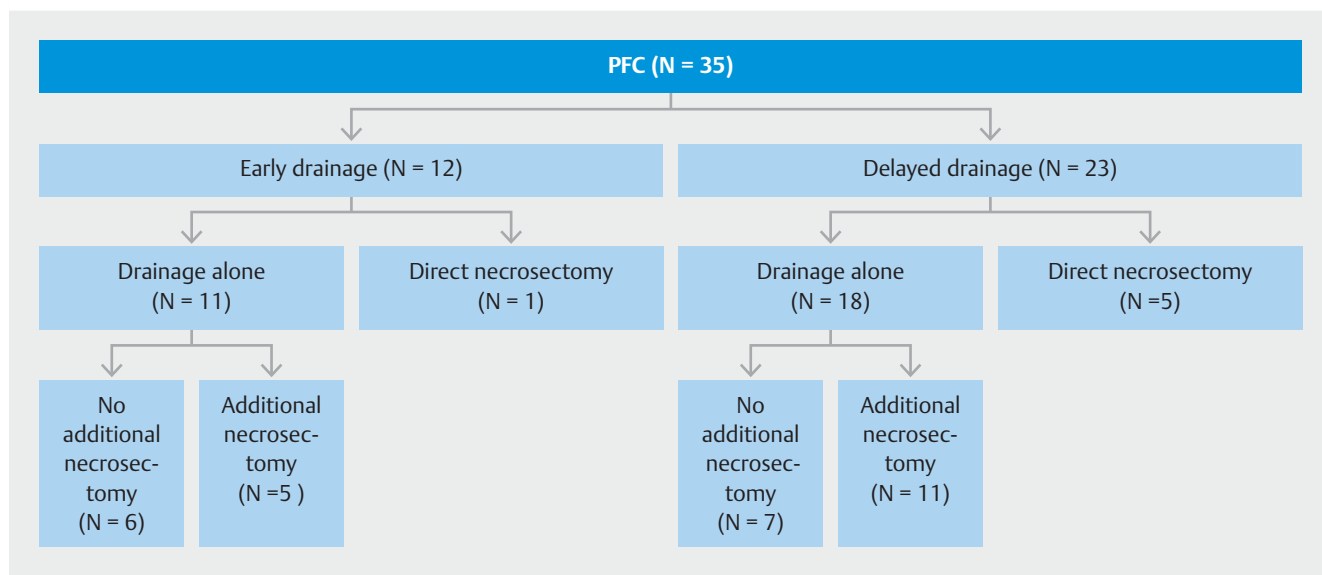 PFC (N = 35)
Early drainage (N = 12)
Delayed drainage (N = 23)
Drainage alone
(N = 11)
Direct necrosectomy
(N = 1)
Drainage alone
(N = 18)
Direct necrosectomy
(N =5)
No
additional
necrosec-
tomy
(N = 6)
Additional
necrosec-
tomy
(N =5 )
No
additional
necrosec-
tomy
(N = 7)
Additional
necrosec-
tomy
(N = 11)